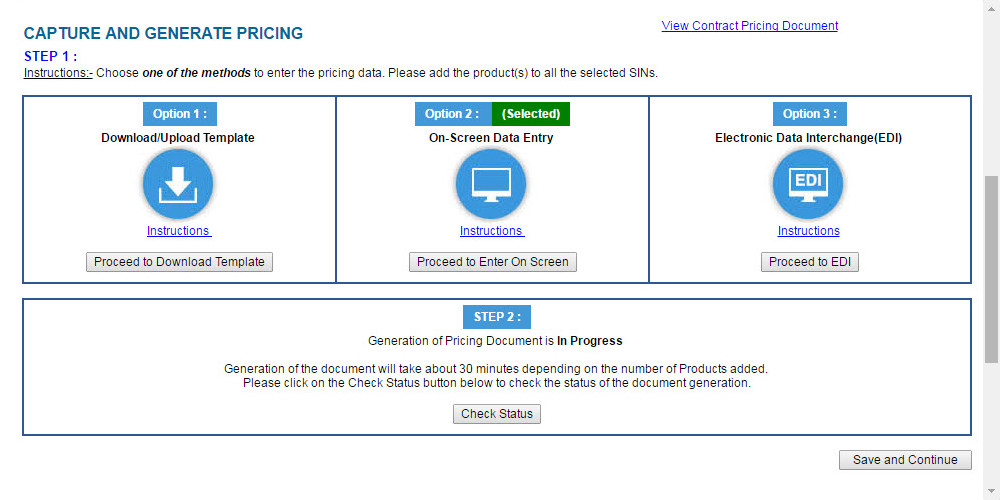 CAPTURE AND GENERATE PRICING
View Contract Pricing Document
STEP 1 :
Instructions:- Choose one of the methods to enter the pricing data. Please add the product(s) to all the selected SINs.
Option 1 :
Download/Upload Template
Instructions
Proceed to Download Template
Option 2 : (Selected)
On-Screen Data Entry
Instructions
Proceed to Enter On Screen
Option 3 :
Electronic Data Interchange(EDI)
EDI
Instructions
Proceed to EDI
STEP 2 :
Generation of Pricing Document is In Progress
Generation of the document will take about 30 minutes depending on the number of Products added.
Please click on the Check Status button below to check the status of the document generation.
Check Status
Save and Continue